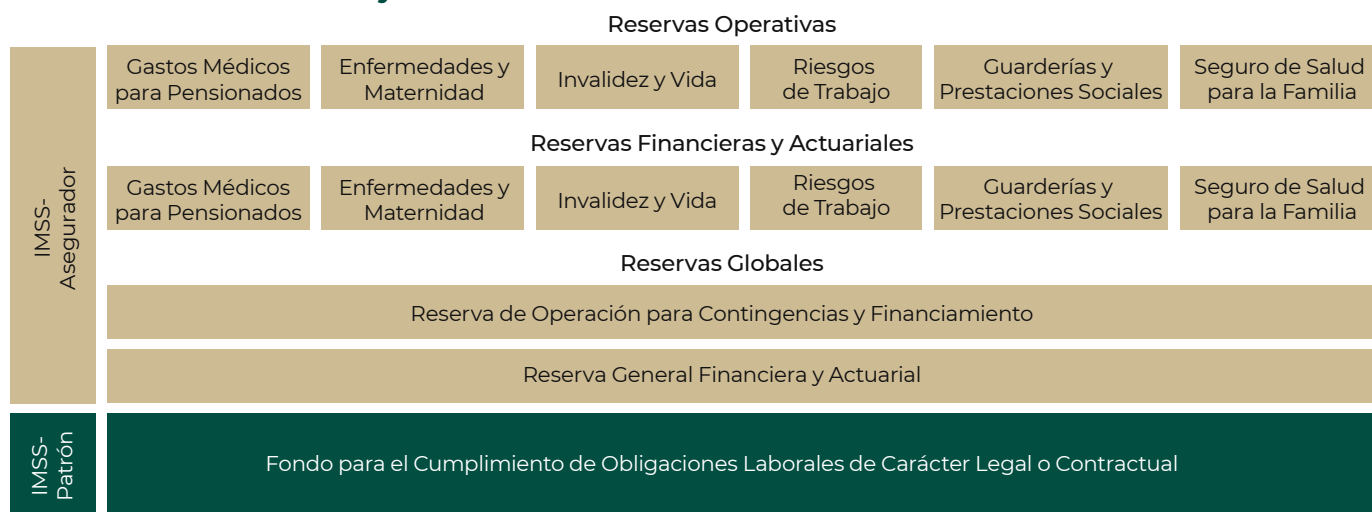 Reservas Operativas
IMSS-
Asegurador
Gastos Médicos
para Pensionados
Enfermedades y
Maternidad
Invalidez y Vida
Riesgos
de Trabajo
Guarderías y
Prestaciones Sociales
Seguro de Salud
para la Familia
Reservas Financieras y Actuariales
Gastos Médicos
para Pensionados
Enfermedades y
Maternidad
Invalidez y Vida
Riesgos
de Trabajo
Guarderías y
Prestaciones Sociales
Seguro de Salud
para la Familia
Reservas Globales
Reserva de Operación para Contingencias y Financiamiento
Reserva General Financiera y Actuarial
IMSS-
Patrón
Fondo para el Cumplimiento de Obligaciones Laborales de Carácter Legal o Contractual